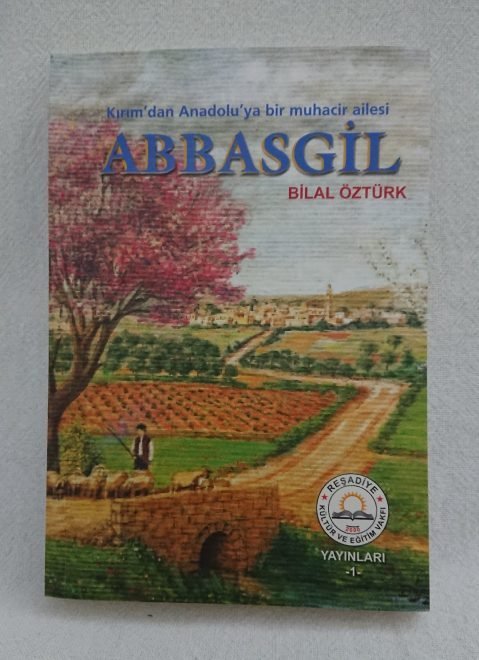 Kırım'dan Anadolu'ya bir muhacir ailesi
ABBASGİL
BİLAL ÖZTÜRK
REŞADİYE
KÜLTÜR VE EĞİTİM VAKFI
2000
YAYINLARI
-1-